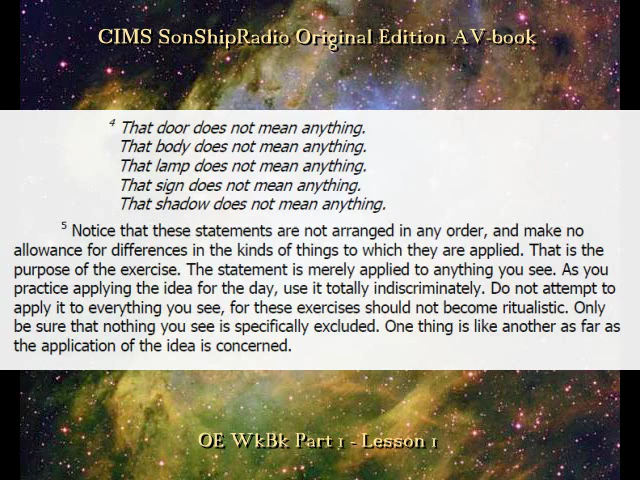 CIMS SonShipRadio Original Edition AV-book
4 That door does not mean anything.
That body does not mean anything.
That lamp does not mean anything.
That sign does not mean anything.
That shadow does not mean anything.
5 Notice that these statements are not arranged in any order, and make no
allowance for differences in the kinds of things to which they are applied. That is the
purpose of the exercise. The statement is merely applied to anything you see. As you
practice applying the idea for the day, use it totally indiscriminately. Do not attempt to
apply it to everything you see, for these exercises should not become ritualistic. Only
be sure that nothing you see is specifically excluded. One thing is like another as far as
the application of the idea is concerned.
OE WkBk Part 1 - Lesson 1